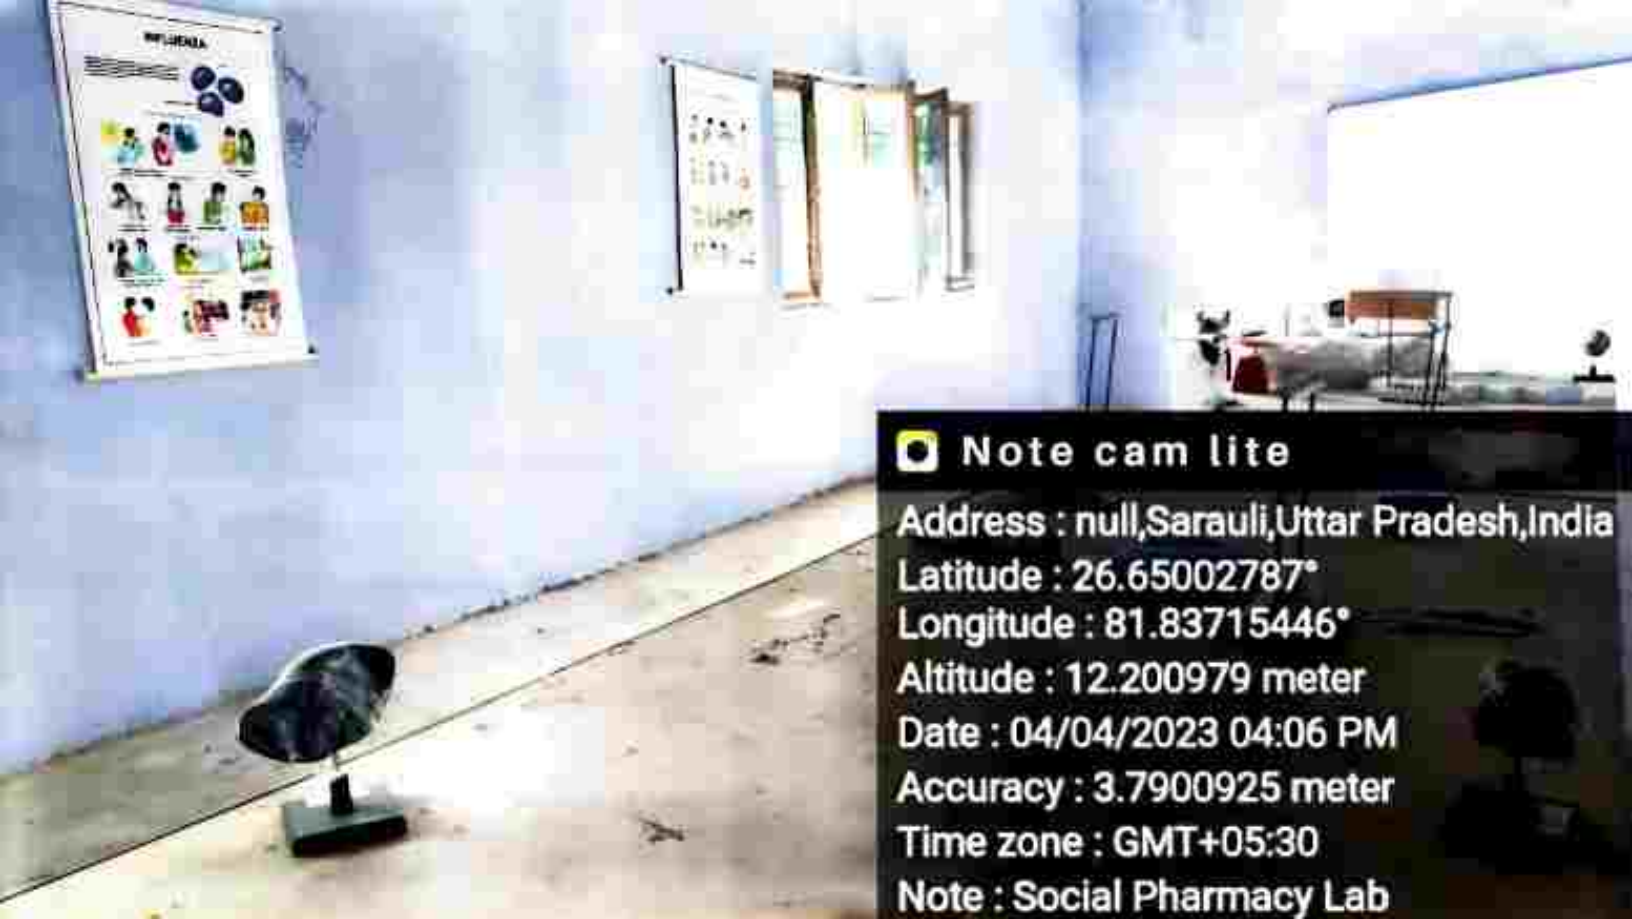 INFLUENZA
Note cam lite
Address : null,Sarauli,Uttar Pradesh,India
Latitude : 26.65002787°
Longitude : 81.83715446°
Altitude : 12.200979 meter
Date : 04/04/2023 04:06 PM
Accuracy : 3.7900925 meter
Time zone : GMT+05:30
Note : Social Pharmacy Lab